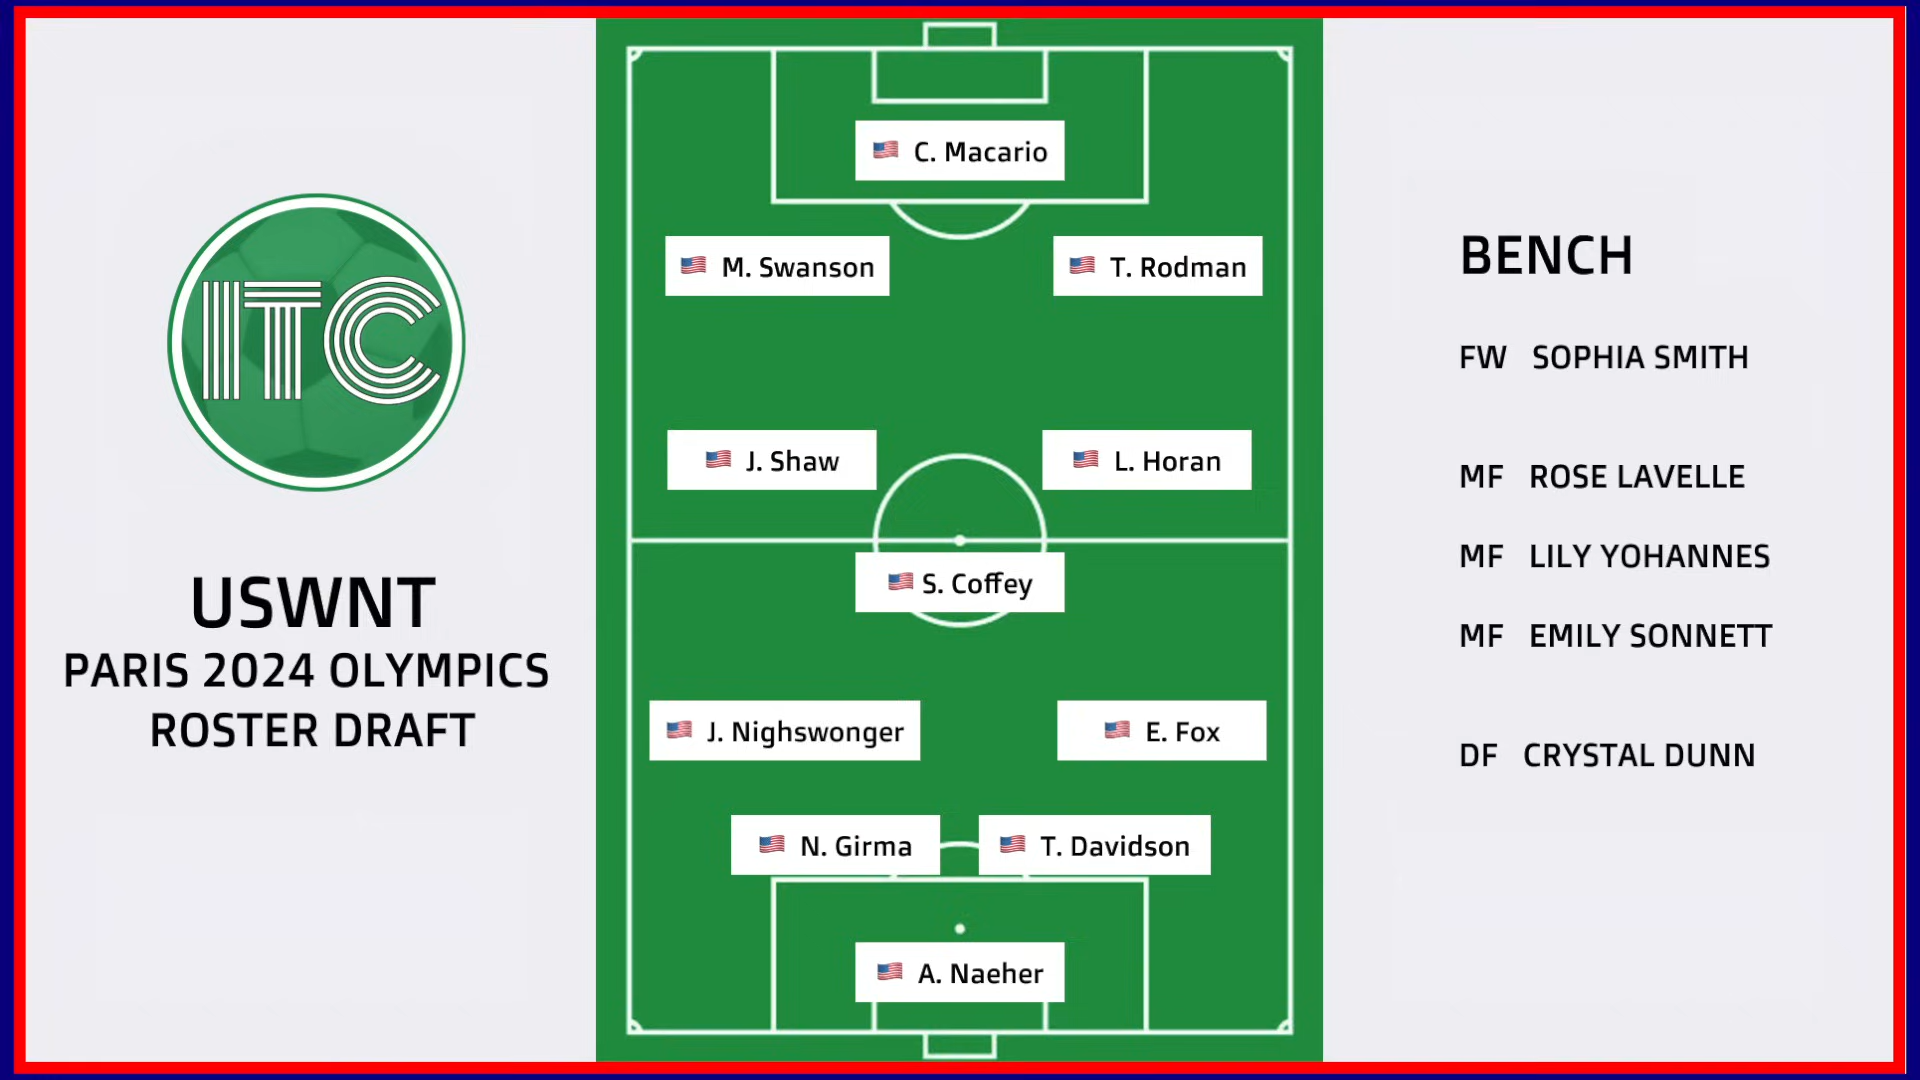 ITC
USWNT
PARIS 2024 OLYMPICS
ROSTER DRAFT
C. Macario
M. Swanson
T. Rodman
J. Shaw
L. Horan
S. Coffey
J. Nighswonger
E. Fox
N. Girma
T. Davidson
A. Naeher
BENCH
FW SOPHIA SMITH
MF ROSE LAVELLE
MF LILY YOHANNES
MF EMILY SONNETT
DF CRYSTAL DUNN